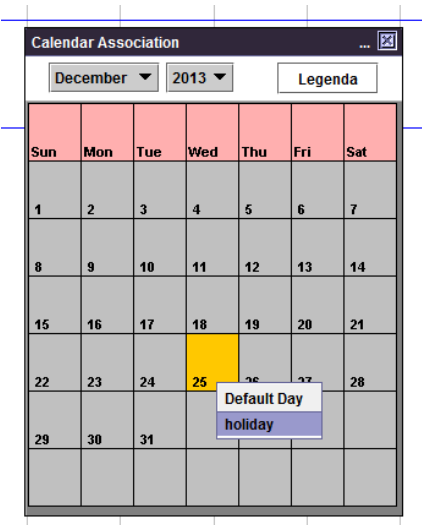 Calendar Association ...
December 2013 Legenda
Sun Mon Tue Wed Thu Fri Sat
1 2 3 4 5 6 7
8 9 10 11 12 13 14
15 16 17 18 19 20 21
22 23 24 25 26 27 28
Default Day
holiday
29 30 31